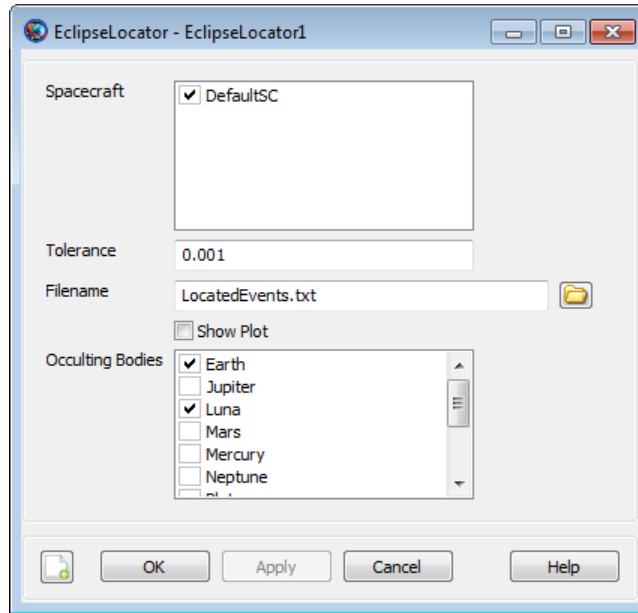 EclipseLocator - EclipseLocator1
Spacecraft
DefaultSC
Tolerance
0.001
Filename
LocatedEvents.txt
Show Plot
Occulting Bodies
Earth
Jupiter
Luna
Mars
Mercury
Neptune
OK
Apply
Cancel
Help